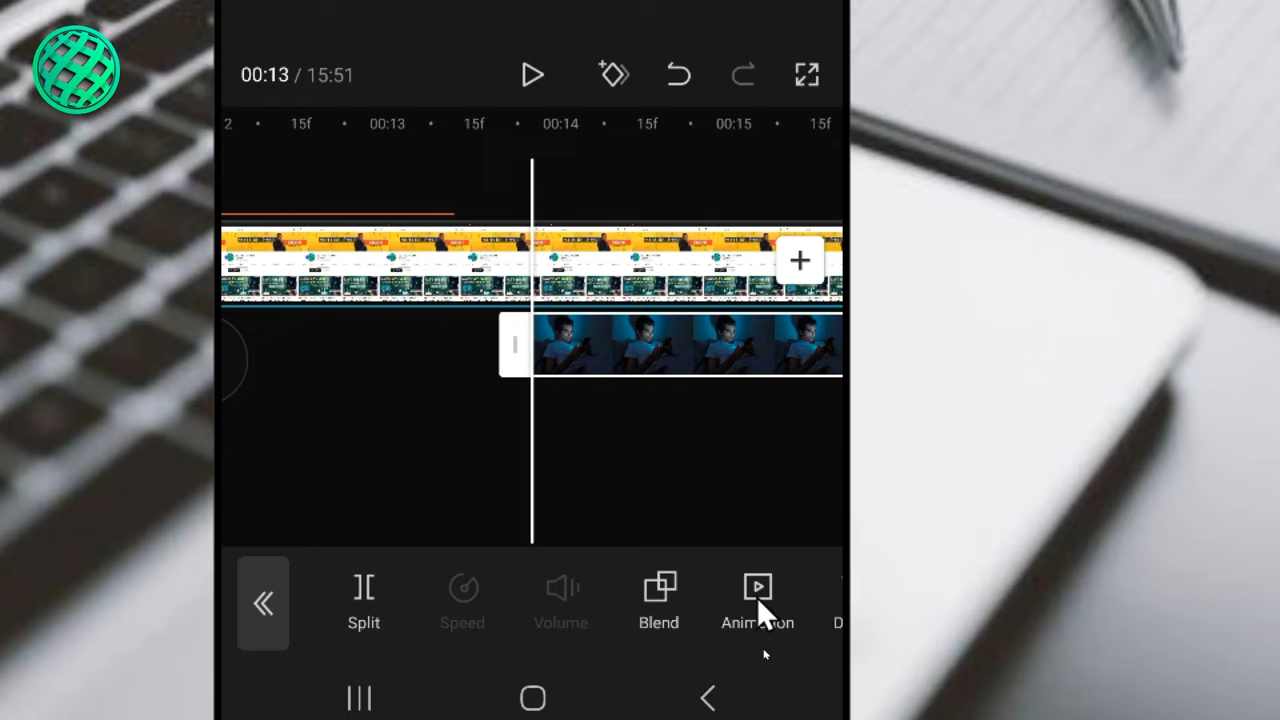 00:13 / 15:51
2 15f 00:13 15f 00:14 15f 00:15 15f
Split Speed Volume Blend Animation D